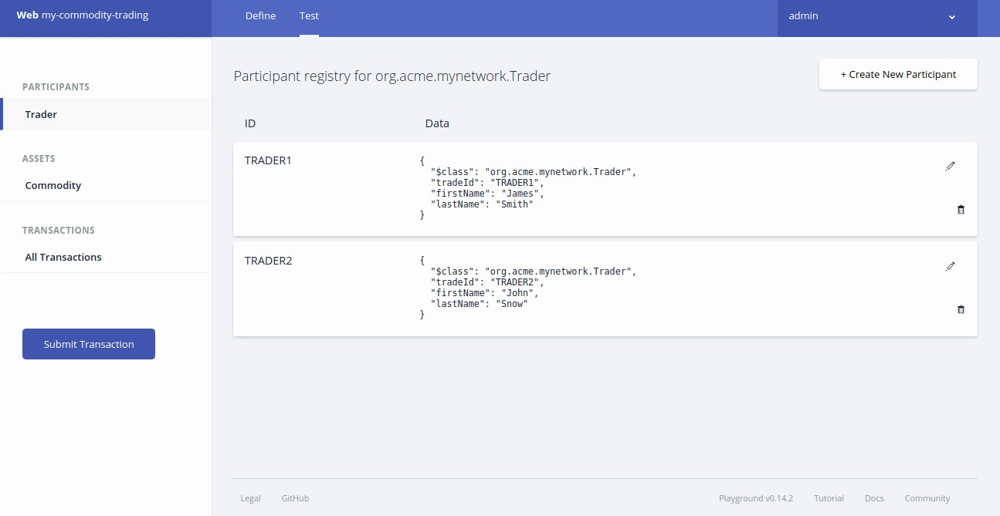 Web my-commodity-trading
Define
Test
admin
PARTICIPANTS
Trader
ASSETS
Commodity
TRANSACTIONS
All Transactions
Submit Transaction
Participant registry for org.acme.mynetwork.Trader
+ Create New Participant
ID
Data
TRADER1
{
  "$class": "org.acme.mynetwork.Trader",
  "tradeId": "TRADER1",
  "firstName": "James",
  "lastName": "Smith"
}
TRADER2
{
  "$class": "org.acme.mynetwork.Trader",
  "tradeId": "TRADER2",
  "firstName": "John",
  "lastName": "Snow"
}
Legal
GitHub
Playground v0.14.2
Tutorial
Docs
Community